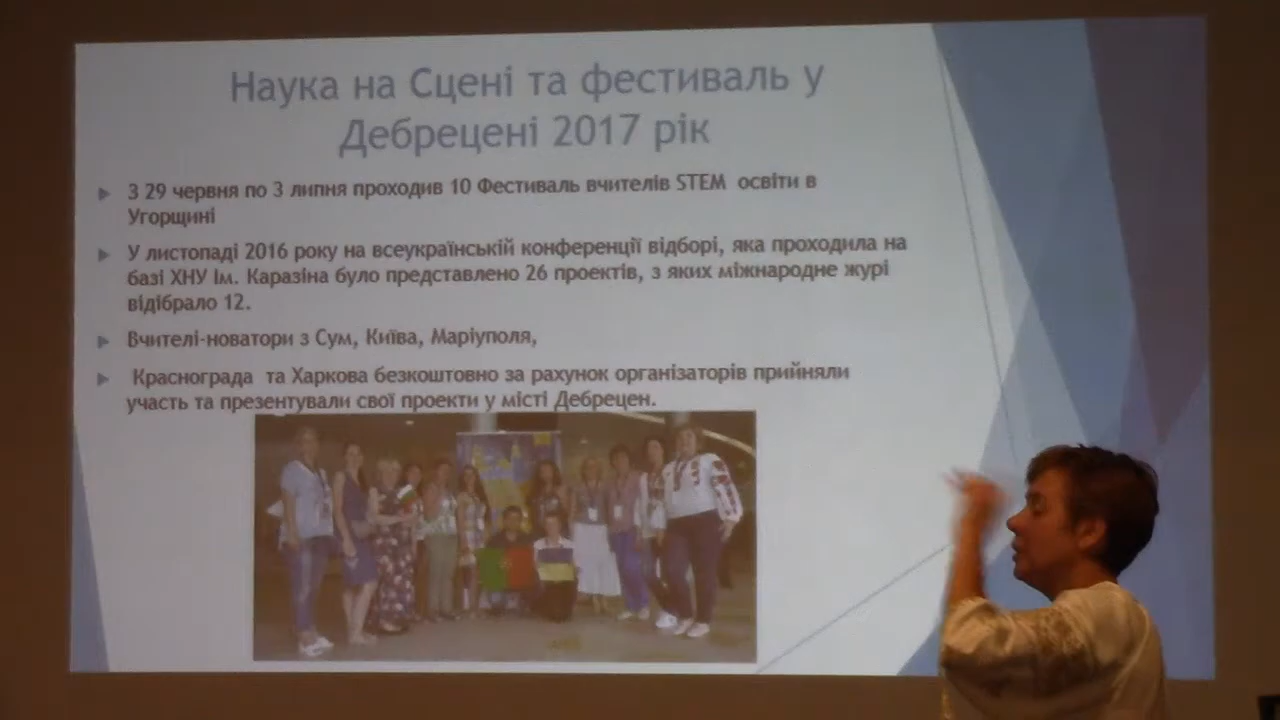 Наука на Сцені та фестиваль у
Дебрецені 2017 рік
З 29 червня по 3 липня проходив 10 Фестиваль вчителів STEM освіти в
Угорщині
У листопаді 2016 року на всеукраїнській конференції відборі, яка проходила на
базі ХНУ Ім. Каразіна було представлено 26 проектів, з яких міжнародне журі
відібрало 12.
Вчителі-новатори з Сум, Київа, Маріуполя,
Краснограда та Харкова безкоштовно за рахунок організаторів прийняли
участь та презентували свої проекти у місті Дебрецен.